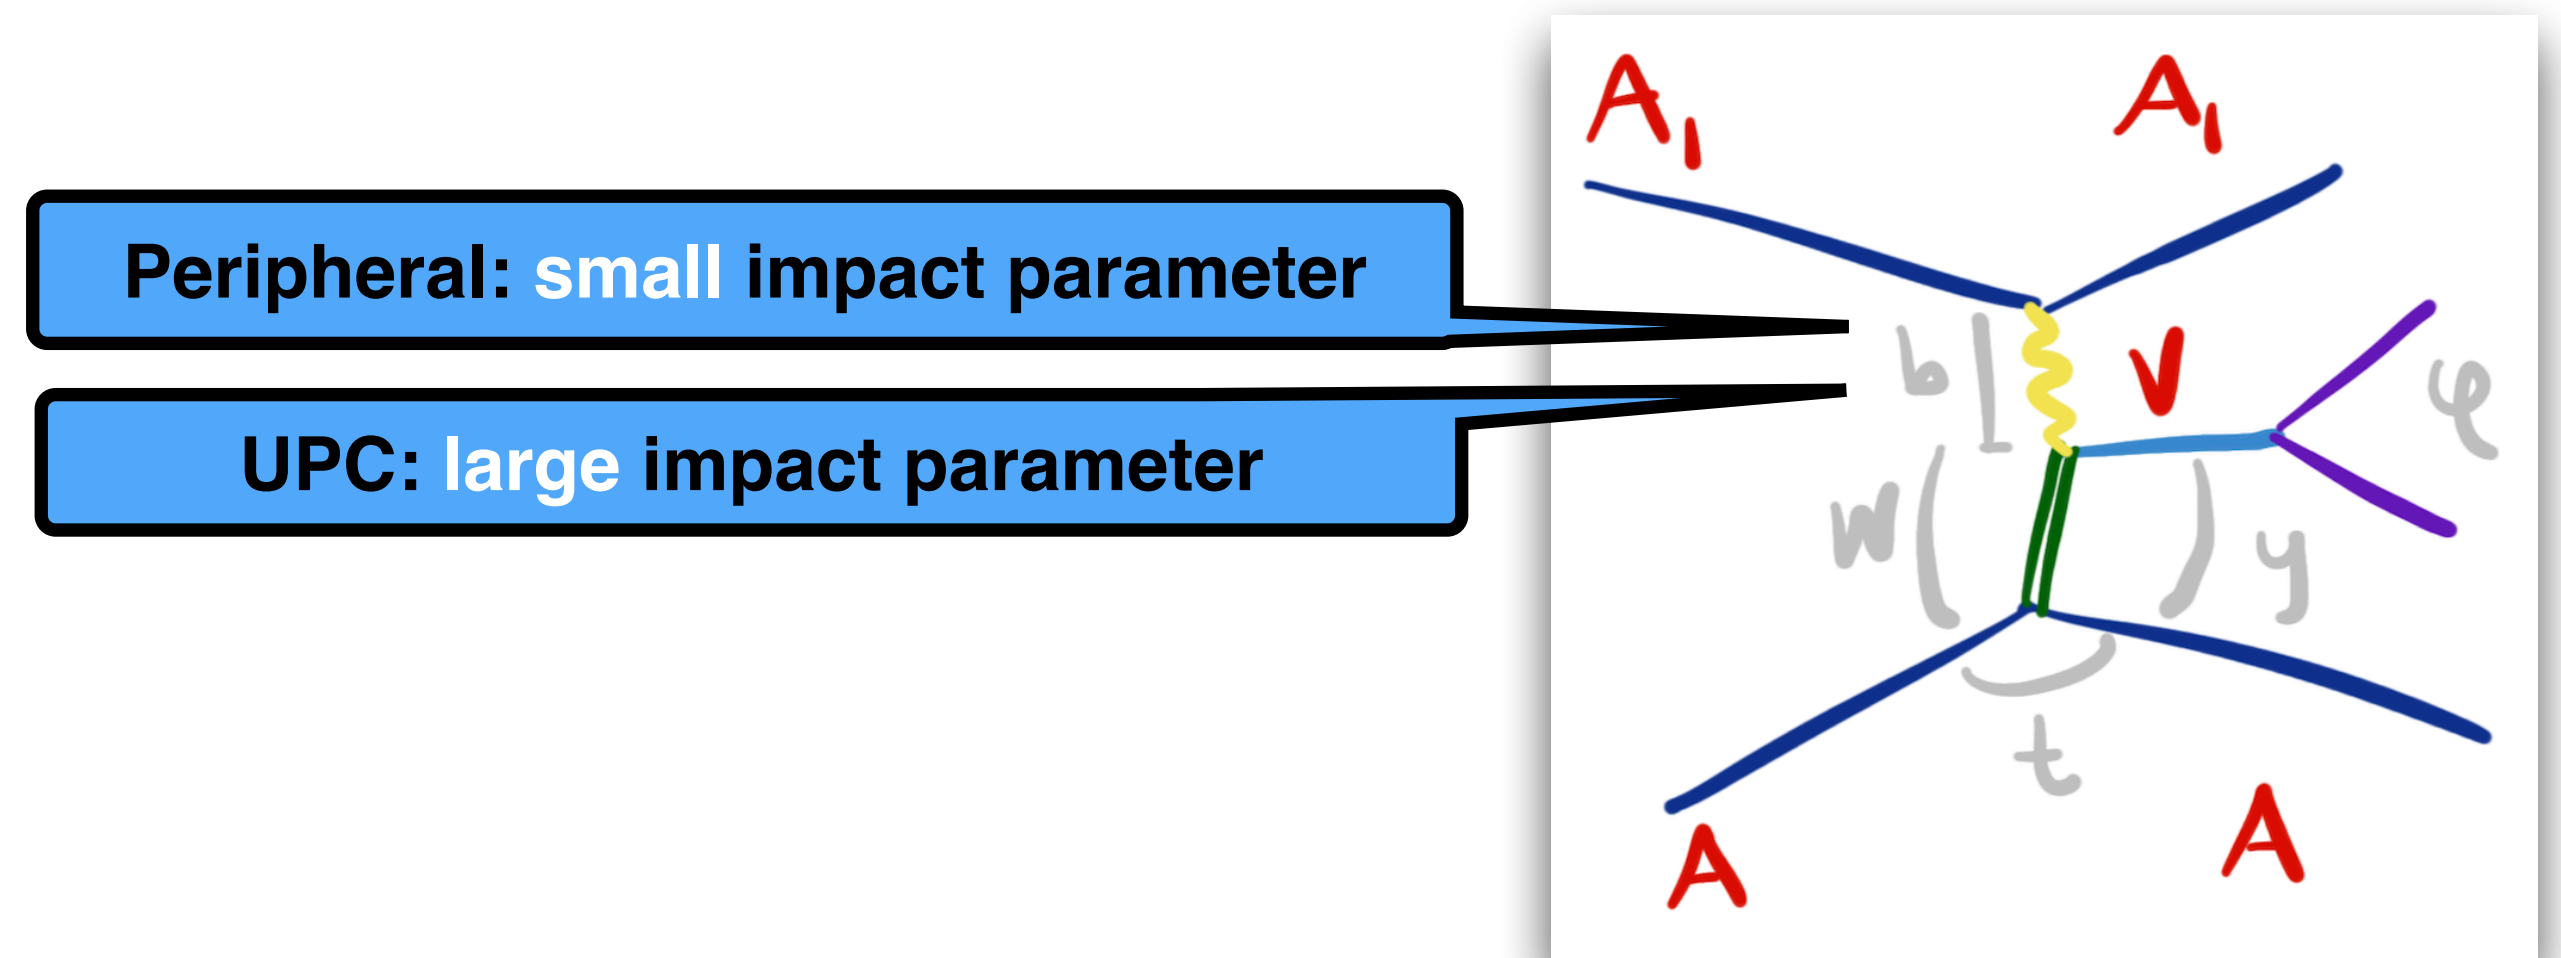 A1 A1
Peripheral: small impact parameter
b V φ
UPC: large impact parameter
W y
t
A A